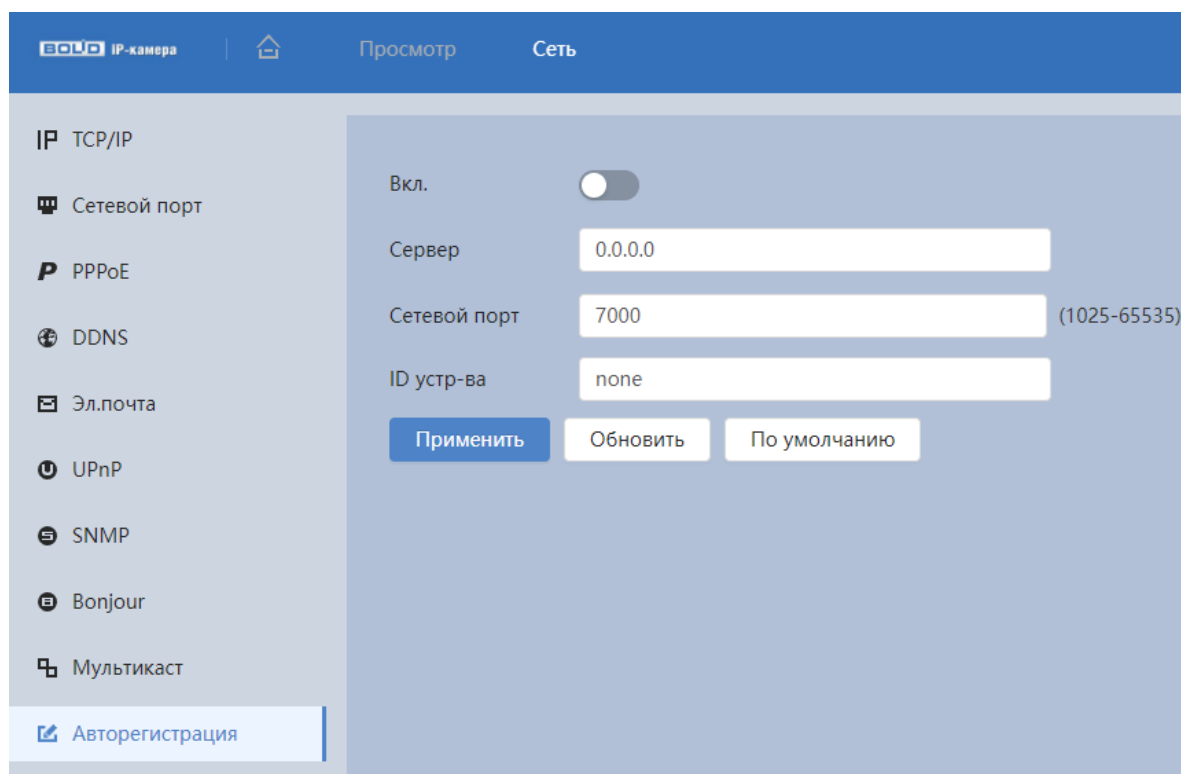 BOLID IP-камера Просмотр Сеть
IP TCP/IP
Сетевой порт
P PPPoE
DDNS
Эл.почта
UPnP
SNMP
Bonjour
Мультикаст
Авторегистрация
Вкл.
Сервер 0.0.0.0
Сетевой порт 7000 (1025-65535)
ID устр-ва none
Применить Обновить По умолчанию